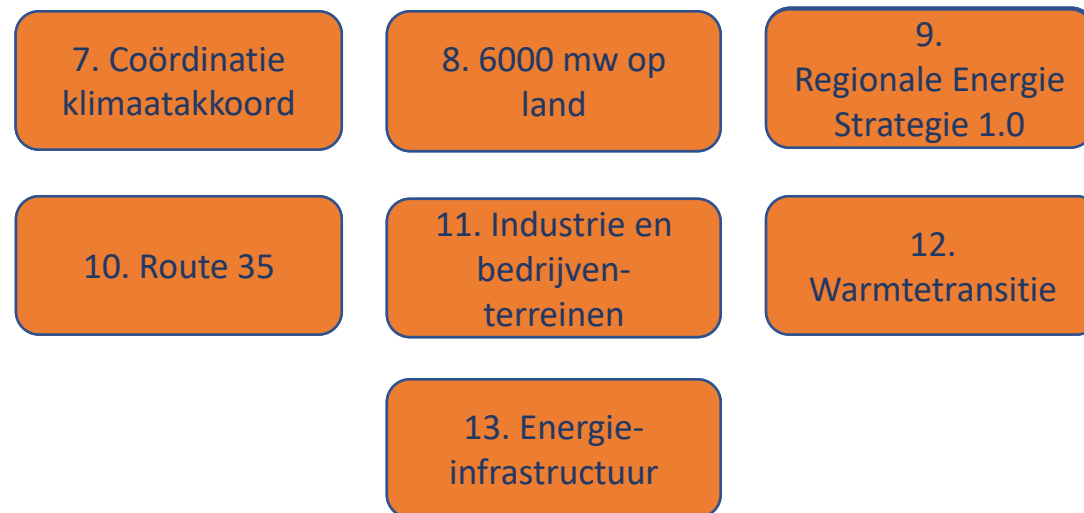 7. Coördinatie
klimaatakkoord
8. 6000 mw op
land
9.
Regionale Energie
Strategie 1.0
10. Route 35
11. Industrie en
bedrijven-
terreinen
12.
Warmtetransitie
13. Energie-
infrastructuur